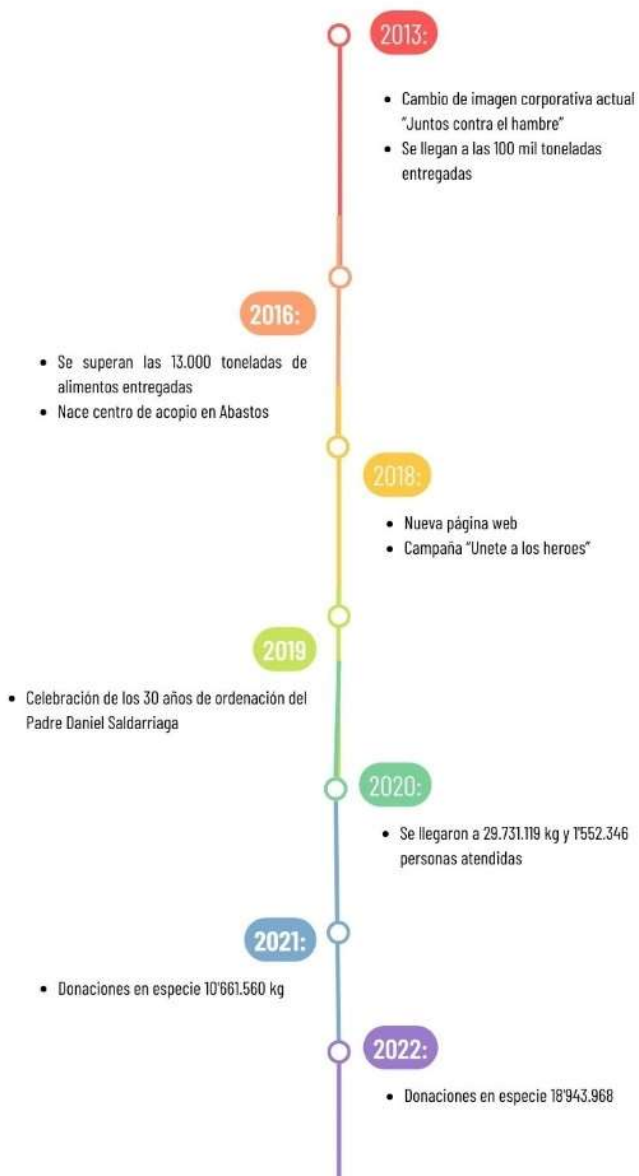 2013:
• Cambio de imagen corporativa actual
"Juntos contra el hambre"
• Se llegan a las 100 mil toneladas
entregadas
2016:
• Se superan las 13.000 toneladas de
alimentos entregadas
• Nace centro de acopio en Abastos
2018:
• Nueva página web
• Campaña "Unete a los heroes"
2019
• Celebración de los 30 años de ordenación del
Padre Daniel Saldarriaga
2020:
• Se llegaron a 29.731.119 kg y 1'552.346
personas atendidas
2021:
• Donaciones en especie 10'661.560 kg
2022:
• Donaciones en especie 18'943.968